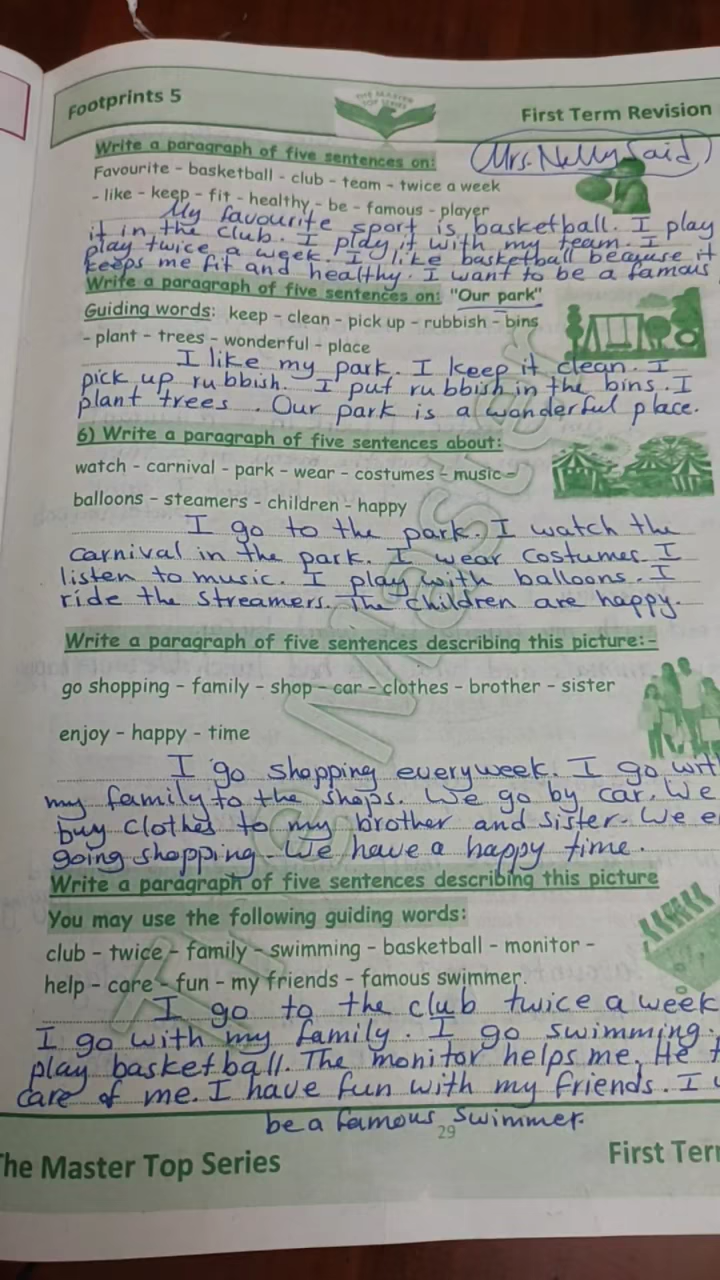 Footprints 5
THE MASTER
TOP SERIES
First Term Revision
Write a paragraph of five sentences on:
Mrs. Nelly Said
Favourite - basketball - club - team - twice a week
- like - keep - fit - healthy - be - famous - player
My favourite sport is basketball. I play
it in the club. I play it with my team. I
play twice a week. I like basketball because it
keeps me fit and healthy. I want to be a famous
Write a paragraph of five sentences on: "Our park"
Guiding words: keep - clean - pick up - rubbish - bins
- plant - trees - wonderful - place
I like my park. I keep it clean. I
pick up rubbish. I put rubbish in the bins. I
plant trees. Our park is a wonderful place.
6) Write a paragraph of five sentences about:
watch - carnival - park - wear - costumes - music -
balloons - steamers - children - happy
I go to the park. I watch the
carnival in the park. I wear costumes. I
listen to music. I play with balloons. I
ride the streamers. The children are happy.
Write a paragraph of five sentences describing this picture:-
go shopping - family - shop - car - clothes - brother - sister
enjoy - happy - time
I go shopping everyweek. I go wit
my family to the shops. We go by car. We
buy clothes to my brother and sister. We e
going shopping. We have a happy time.
Write a paragraph of five sentences describing this picture
You may use the following guiding words:
club - twice - family - swimming - basketball - monitor -
help - care - fun - my friends - famous swimmer.
I go to the club twice a week
I go with my family. I go swimming.
play basketball. The monitor helps me. He t
care of me. I have fun with my friends. I
be a famous swimmer.
29
The Master Top Series
First Ter
The Master